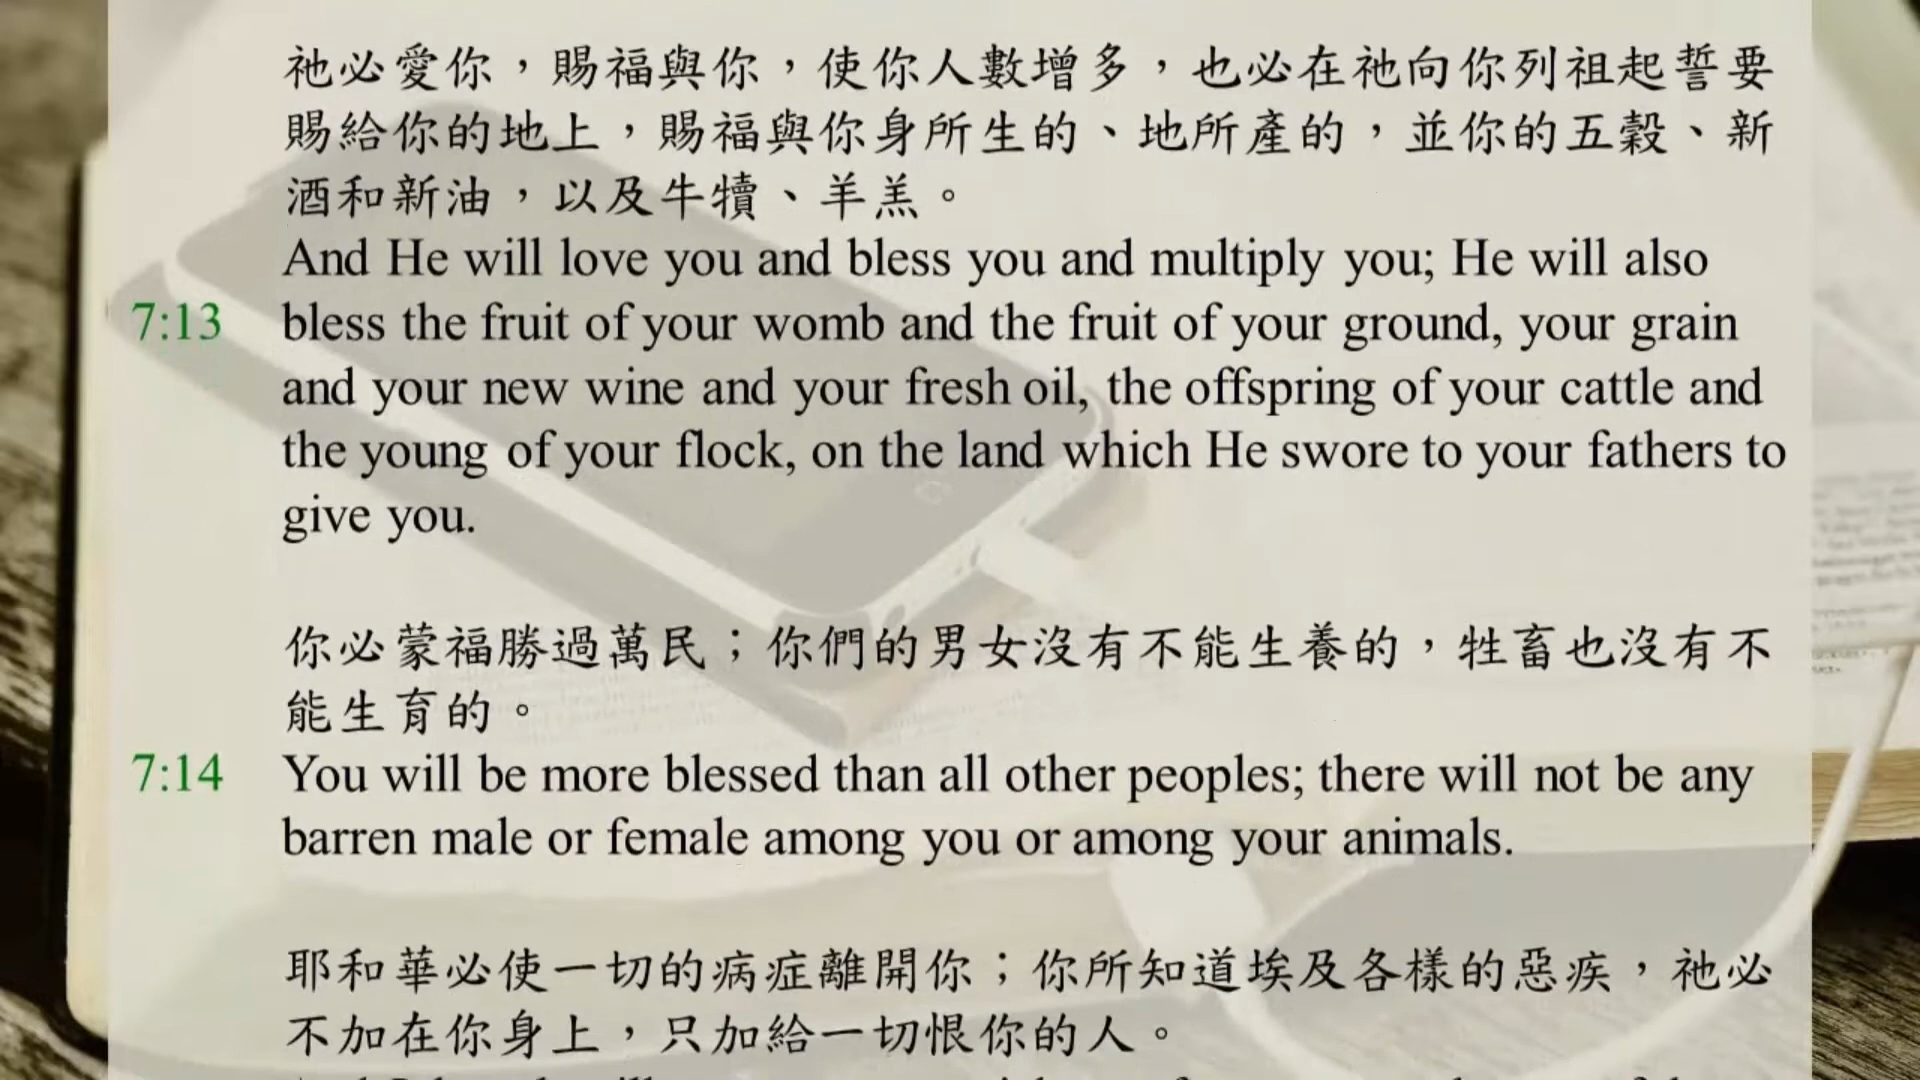 祂必愛你，賜福與你，使你人數增多，也必在祂向你列祖起誓要
賜給你的地上，賜福與你身所生的、地所產的，並你的五穀、新
酒和新油，以及牛犢、羊羔。
And He will love you and bless you and multiply you; He will also
7:13 bless the fruit of your womb and the fruit of your ground, your grain
and your new wine and your fresh oil, the offspring of your cattle and
the young of your flock, on the land which He swore to your fathers to
give you.
你必蒙福勝過萬民；你們的男女沒有不能生養的，牲畜也沒有不
能生育的。
7:14 You will be more blessed than all other peoples; there will not be any
barren male or female among you or among your animals.
耶和華必使一切的病症離開你；你所知道埃及各樣的惡疾，祂必
不加在你身上，只加給一切恨你的人。